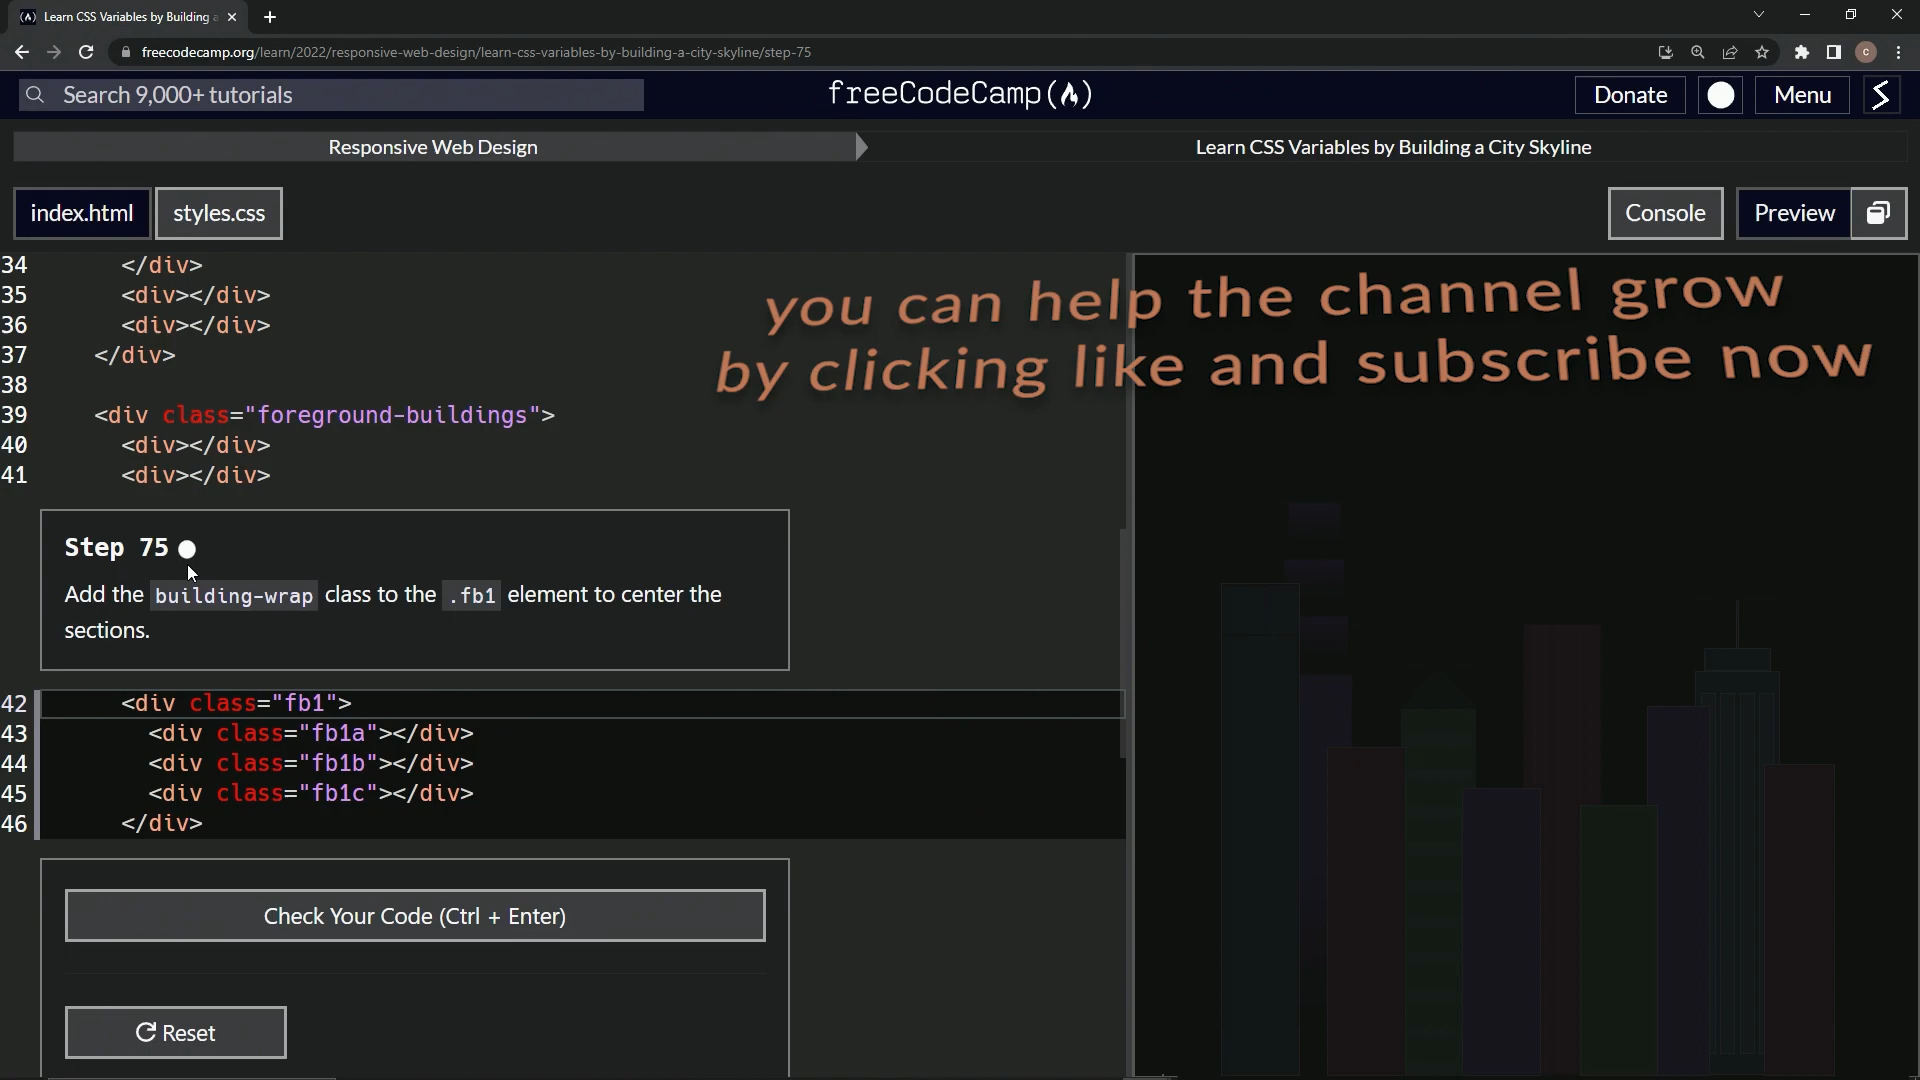 Learn CSS Variables by Building a
freecodecamp.org/learn/2022/responsive-web-design/learn-css-variables-by-building-a-city-skyline/step-75
C
Search 9,000+ tutorials
freeCodeCamp(🔥)
Donate
Menu
Responsive Web Design
Learn CSS Variables by Building a City Skyline
index.html
styles.css
Console
Preview
34 </div>
35 <div></div>
36 <div></div>
37 </div>
38
39 <div class="foreground-buildings">
40 <div></div>
41 <div></div>
you can help the channel grow
by clicking like and subscribe now
Step 75
Add the building-wrap class to the .fb1 element to center the
sections.
42 <div class="fb1">
43 <div class="fb1a"></div>
44 <div class="fb1b"></div>
45 <div class="fb1c"></div>
46 </div>
Check Your Code (Ctrl + Enter)
Reset